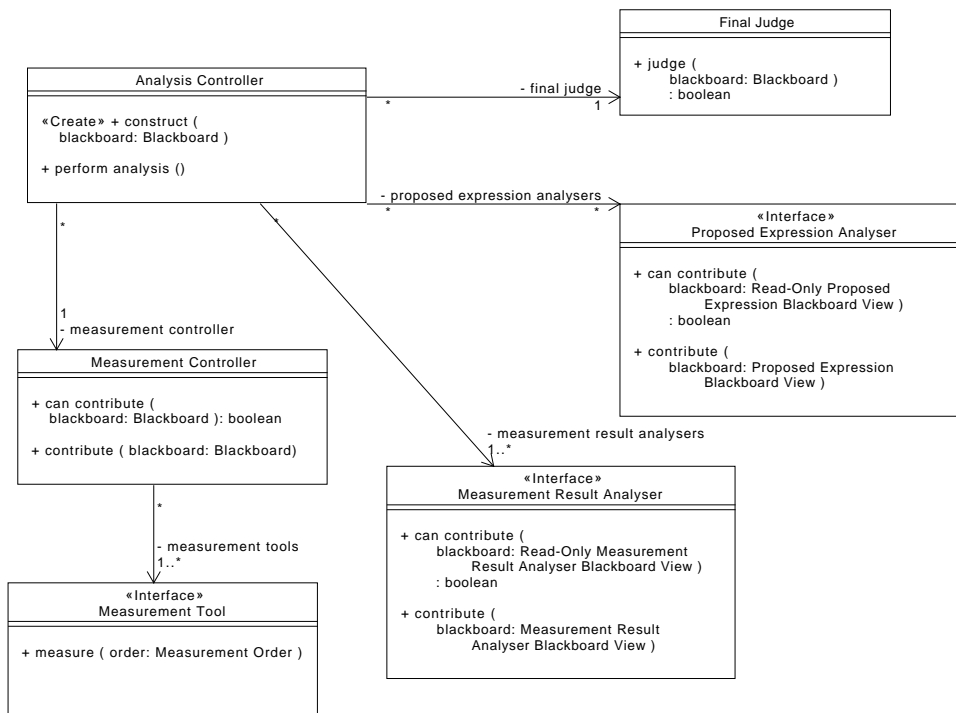 Final Judge
+ judge (
blackboard: Blackboard )
: boolean
Analysis Controller
«Create» + construct (
blackboard: Blackboard )
+ perform analysis ()
- final judge
*
1
- proposed expression analysers
*
*
«Interface»
Proposed Expression Analyser
+ can contribute (
blackboard: Read-Only Proposed
Expression Blackboard View )
: boolean
+ contribute (
blackboard: Proposed Expression
Blackboard View )
*
*
1
- measurement controller
Measurement Controller
+ can contribute (
blackboard: Blackboard ): boolean
+ contribute ( blackboard: Blackboard)
- measurement result analysers
1..*
«Interface»
Measurement Result Analyser
+ can contribute (
blackboard: Read-Only Measurement
Result Analyser Blackboard View )
: boolean
+ contribute (
blackboard: Measurement Result
Analyser Blackboard View )
*
- measurement tools
1..*
«Interface»
Measurement Tool
+ measure ( order: Measurement Order )